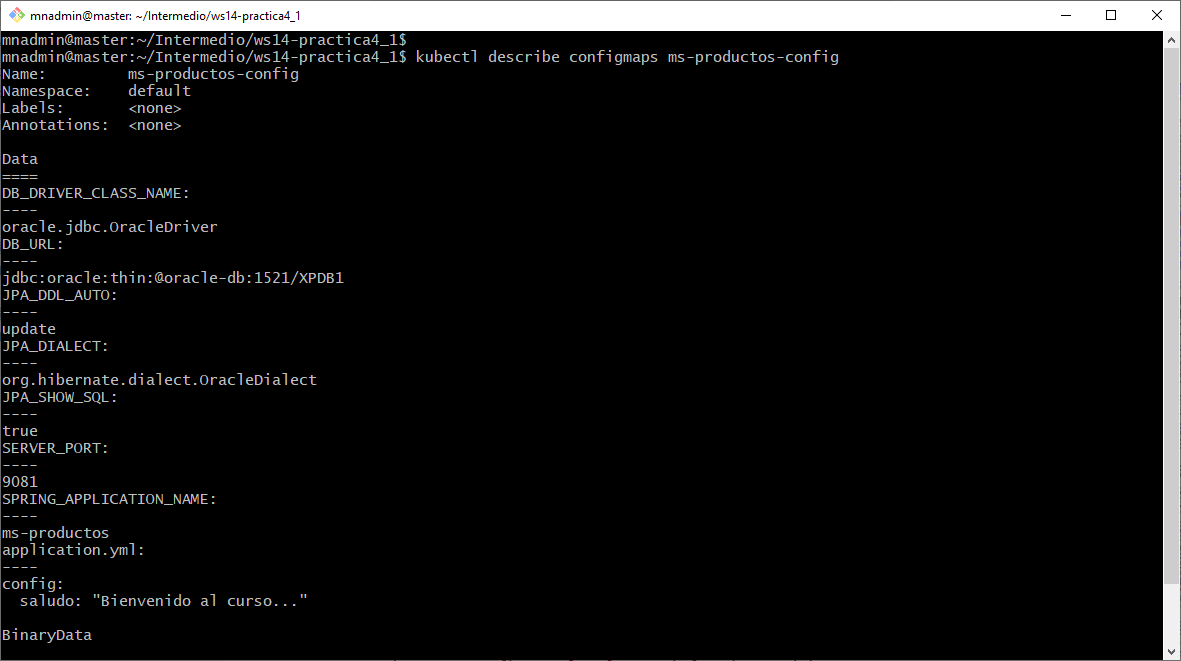 mnadmin@master: ~/Intermedio/ws14-practica4_1
mnadmin@master:~/Intermedio/ws14-practica4_1$
mnadmin@master:~/Intermedio/ws14-practica4_1$ kubectl describe configmaps ms-productos-config
Name:         ms-productos-config
Namespace:    default
Labels:       <none>
Annotations:  <none>

Data
====
DB_DRIVER_CLASS_NAME:
----
oracle.jdbc.OracleDriver
DB_URL:
----
jdbc:oracle:thin:@oracle-db:1521/XPDB1
JPA_DDL_AUTO:
----
update
JPA_DIALECT:
----
org.hibernate.dialect.OracleDialect
JPA_SHOW_SQL:
----
true
SERVER_PORT:
----
9081
SPRING_APPLICATION_NAME:
----
ms-productos
application.yml:
----
config:
  saludo: "Bienvenido al curso..."

BinaryData